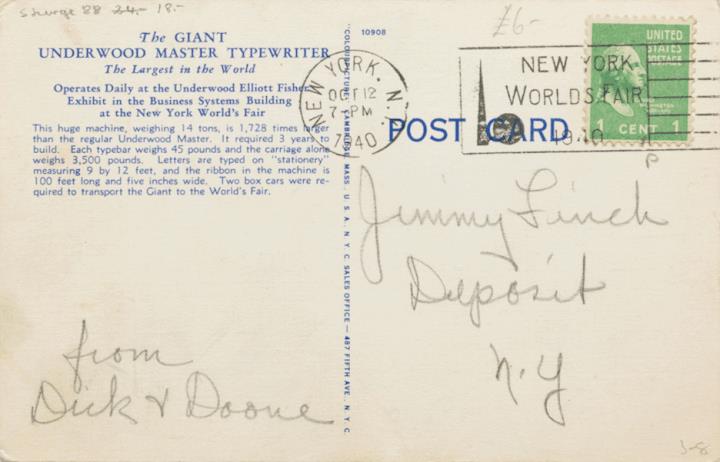 Sturge 88 24.- 18.-
The GIANT
UNDERWOOD MASTER TYPEWRITER
The Largest in the World
Operates Daily at the Underwood Elliott Fisher
Exhibit in the Business Systems Building
at the New York World's Fair
This huge machine, weighing 14 tons, is 1,728 times larger
than the regular Underwood Master. It required 3 years to
build. Each typebar weighs 45 pounds and the carriage alone
weighs 3,500 pounds. Letters are typed on "stationery"
measuring 9 by 12 feet, and the ribbon in the machine is
100 feet long and five inches wide. Two box cars were re-
quired to transport the Giant to the World's Fair.
from
Dick & Doone
"COLOURPICTURE" CAMBRIDGE, MASS. U. S. A., N. Y. C. SALES OFFICE — 487 FIFTH AVE. N. Y. C.
10908
£6-
NEW YORK, N.Y.
OCT 12
7-PM
1940
NEW YORK
WORLDS FAIR
1940
UNITED
STATES
POSTAGE
1 CENT 1
POST CARD
P
Jimmy Finch
Deposit
N.Y
3-8